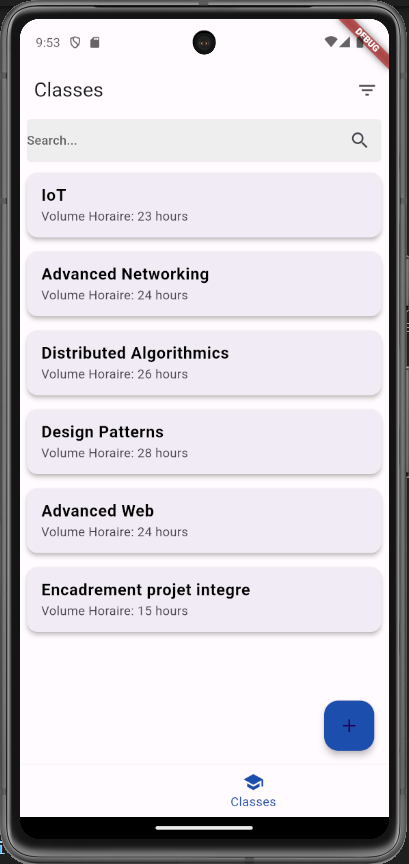 9:53
DEBUG
Classes
Search...
IoT
Volume Horaire: 23 hours
Advanced Networking
Volume Horaire: 24 hours
Distributed Algorithmics
Volume Horaire: 26 hours
Design Patterns
Volume Horaire: 28 hours
Advanced Web
Volume Horaire: 24 hours
Encadrement projet integre
Volume Horaire: 15 hours
Classes